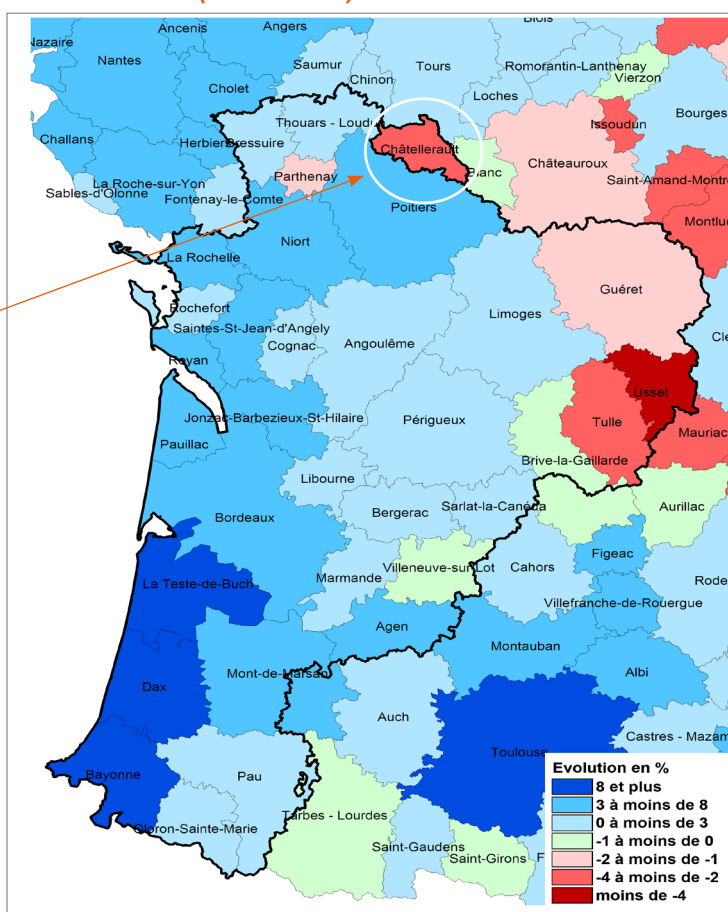 Blois
Ancenis
Angers
Nazaire
Nantes
Saumur
Tours
Romorantin-Lanthenay
Chinon
Vierzon
Cholet
Loches
Bourges
Thouars - Loudu
Issoudun
Challans
Herbiers
Bressuire
Châtellerault
Châteauroux
Blanc
Parthenay
Saint-Amand-Montr
La Roche-sur-Yon
Sables-d'Olonne
Fontenay-le-Comte
Poitiers
Montlu
Niort
La Rochelle
Guéret
Rochefort
Limoges
Saintes-St-Jean-d'Angely
Cle
Cognac
Angoulême
Royan
Ussel
Jonzac-Barbezieux-St-Hilaire
Périgueux
Tulle
Mauriac
Pauillac
Brive-la-Gaillarde
Libourne
Sarlat-la-Canéda
Aurillac
Bordeaux
Bergerac
Figeac
Villeneuve-sur-Lot
Cahors
Marmande
Rode
La Teste-de-Buch
Villefranche-de-Rouergue
Agen
Montauban
Mont-de-Marsan
Albi
Dax
Auch
Castres - Mazam
Toulouse
Bayonne
Pau
Tarbes - Lourdes
Oloron-Sainte-Marie
Saint-Gaudens
Saint-Girons
F
Evolution en %
8 et plus
3 à moins de 8
0 à moins de 3
-1 à moins de 0
-2 à moins de -1
-4 à moins de -2
moins de -4